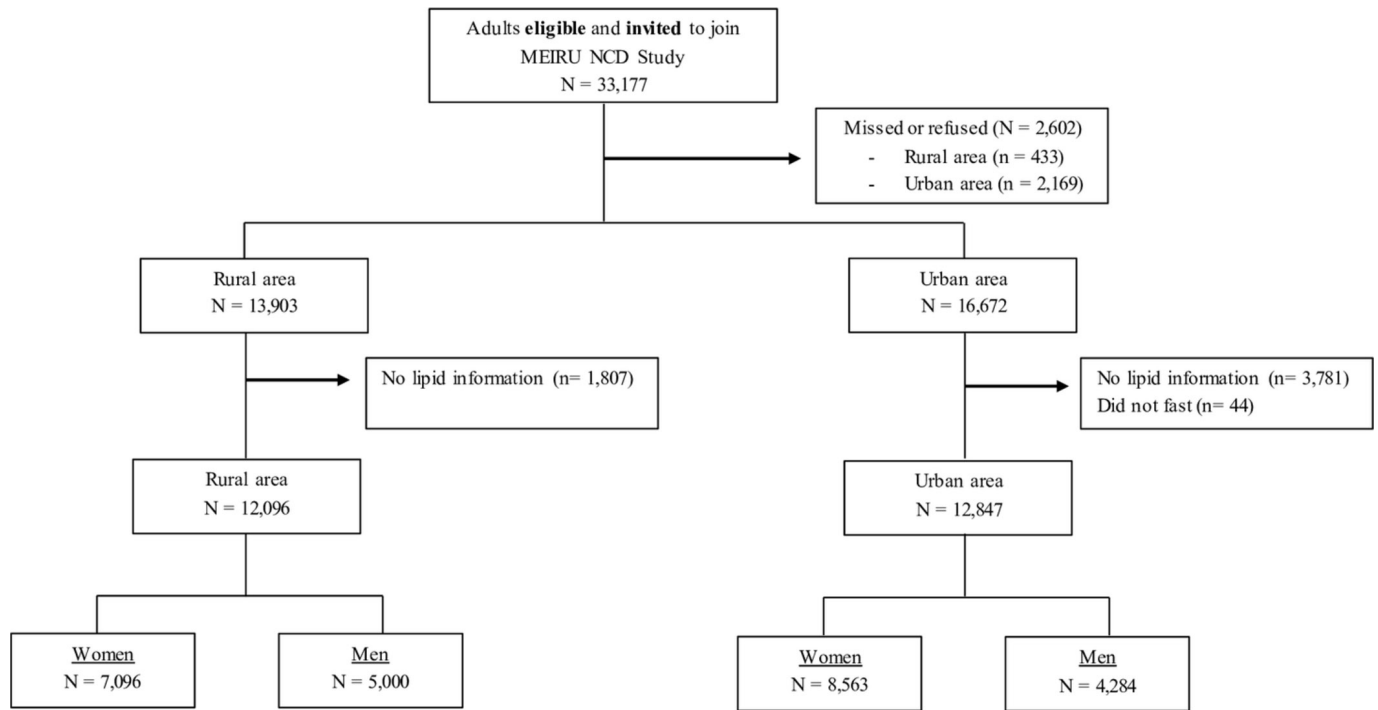 Adults eligible and invited to join
MEIRU NCD Study
N = 33,177
Missed or refused (N = 2,602)
- Rural area (n = 433)
- Urban area (n = 2,169)
Rural area
N = 13,903
Urban area
N = 16,672
No lipid information (n= 1,807)
No lipid information (n= 3,781)
Did not fast (n= 44)
Rural area
N = 12,096
Urban area
N = 12,847
Women
N = 7,096
Men
N = 5,000
Women
N = 8,563
Men
N = 4,284